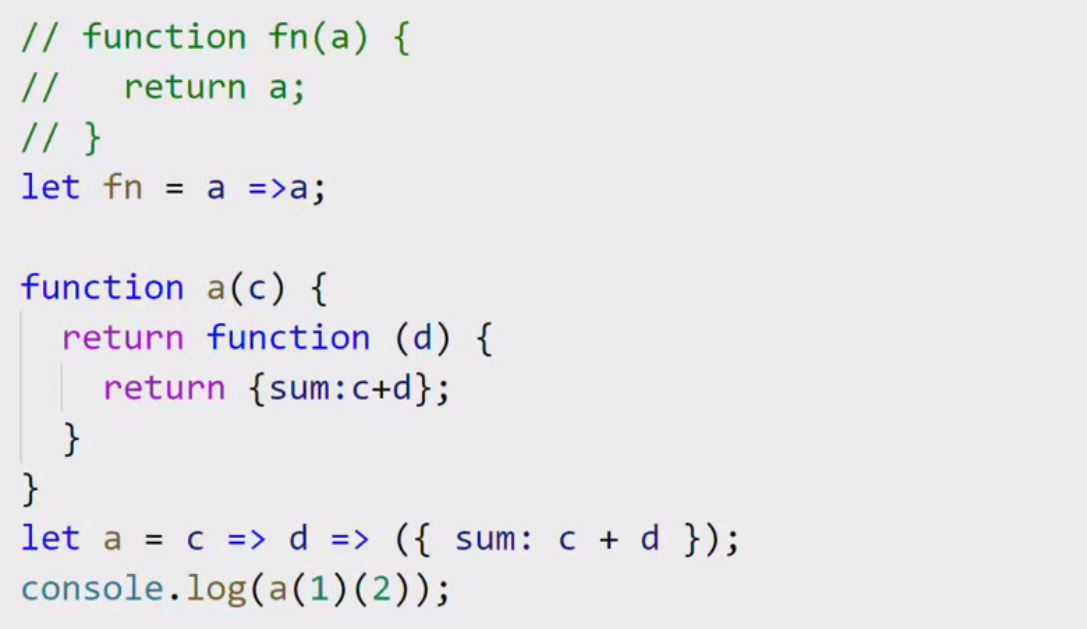 // function fn(a) {
//   return a;
// }
let fn = a =>a;
function a(c) {
  return function (d) {
    return {sum:c+d};
  }
}
let a = c => d => ({ sum: c + d });
console.log(a(1)(2));